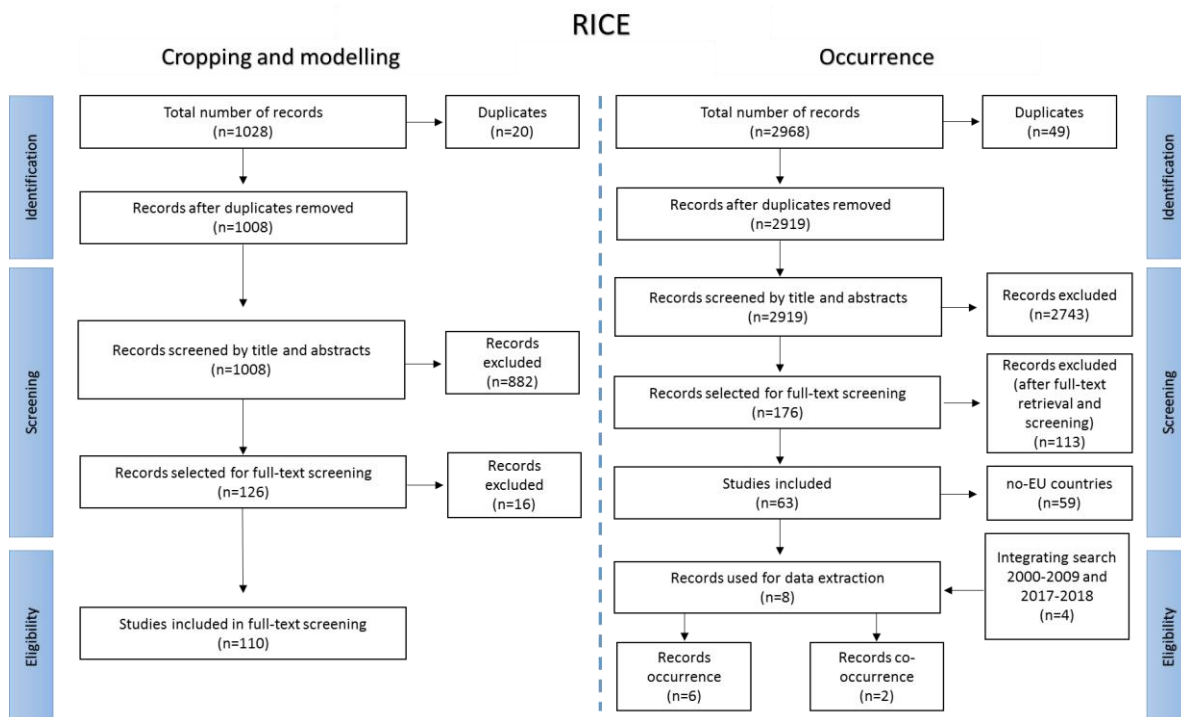 RICE
Cropping and modelling
Identification
Total number of records
(n=1028)
Duplicates
(n=20)
Records after duplicates removed
(n=1008)
Screening
Records screened by title and abstracts
(n=1008)
Records
excluded
(n=882)
Records selected for full-text screening
(n=126)
Records
excluded
(n=16)
Eligibility
Studies included in full-text screening
(n=110)
Occurrence
Total number of records
(n=2968)
Duplicates
(n=49)
Identification
Records after duplicates removed
(n=2919)
Records screened by title and abstracts
(n=2919)
Records excluded
(n=2743)
Screening
Records selected for full-text screening
(n=176)
Records excluded
(after full-text
retrieval and
screening)
(n=113)
Studies included
(n=63)
no-EU countries
(n=59)
Records used for data extraction
(n=8)
Integrating search
2000-2009 and
2017-2018
(n=4)
Eligibility
Records
occurrence
(n=6)
Records co-
occurrence
(n=2)